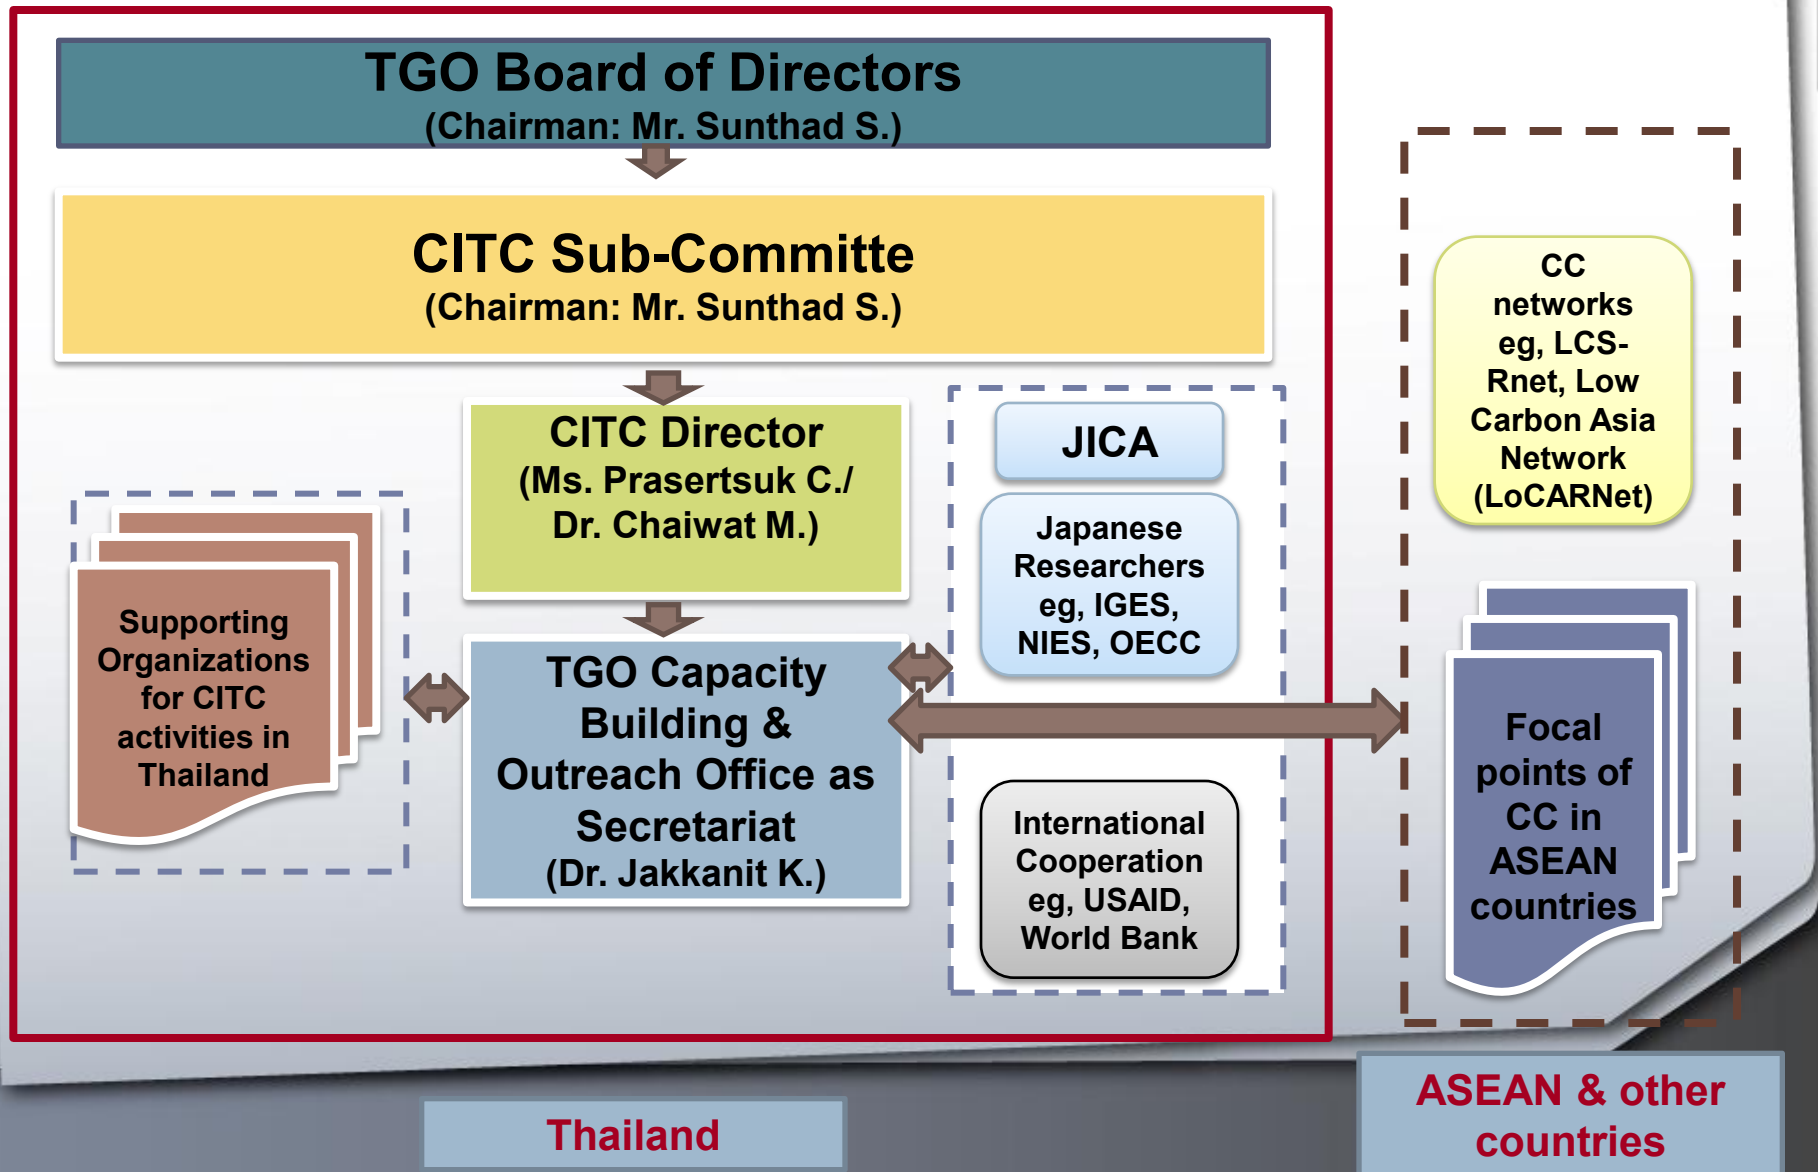 TGO Board of Directors
(Chairman: Mr. Sunthad S.)
CITC Sub-Committe
(Chairman: Mr. Sunthad S.)
CITC Director
(Ms. Prasertsuk C./
Dr. Chaiwat M.)
Supporting
Organizations
for CITC
activities in
Thailand
TGO Capacity
Building &
Outreach Office as
Secretariat
(Dr. Jakkanit K.)
JICA
Japanese
Researchers
eg, IGES,
NIES, OECC
International
Cooperation
eg, USAID,
World Bank
CC
networks
eg, LCS-
Rnet, Low
Carbon Asia
Network
(LoCARNet)
Focal
points of
CC in
ASEAN
countries
Thailand
ASEAN & other
countries